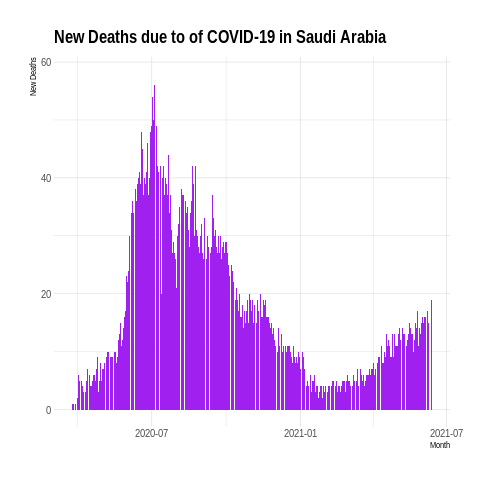 New Deaths due to of COVID-19 in Saudi Arabia
New Deaths
60
40
20
0
2020-07
2021-01
2021-07
Month